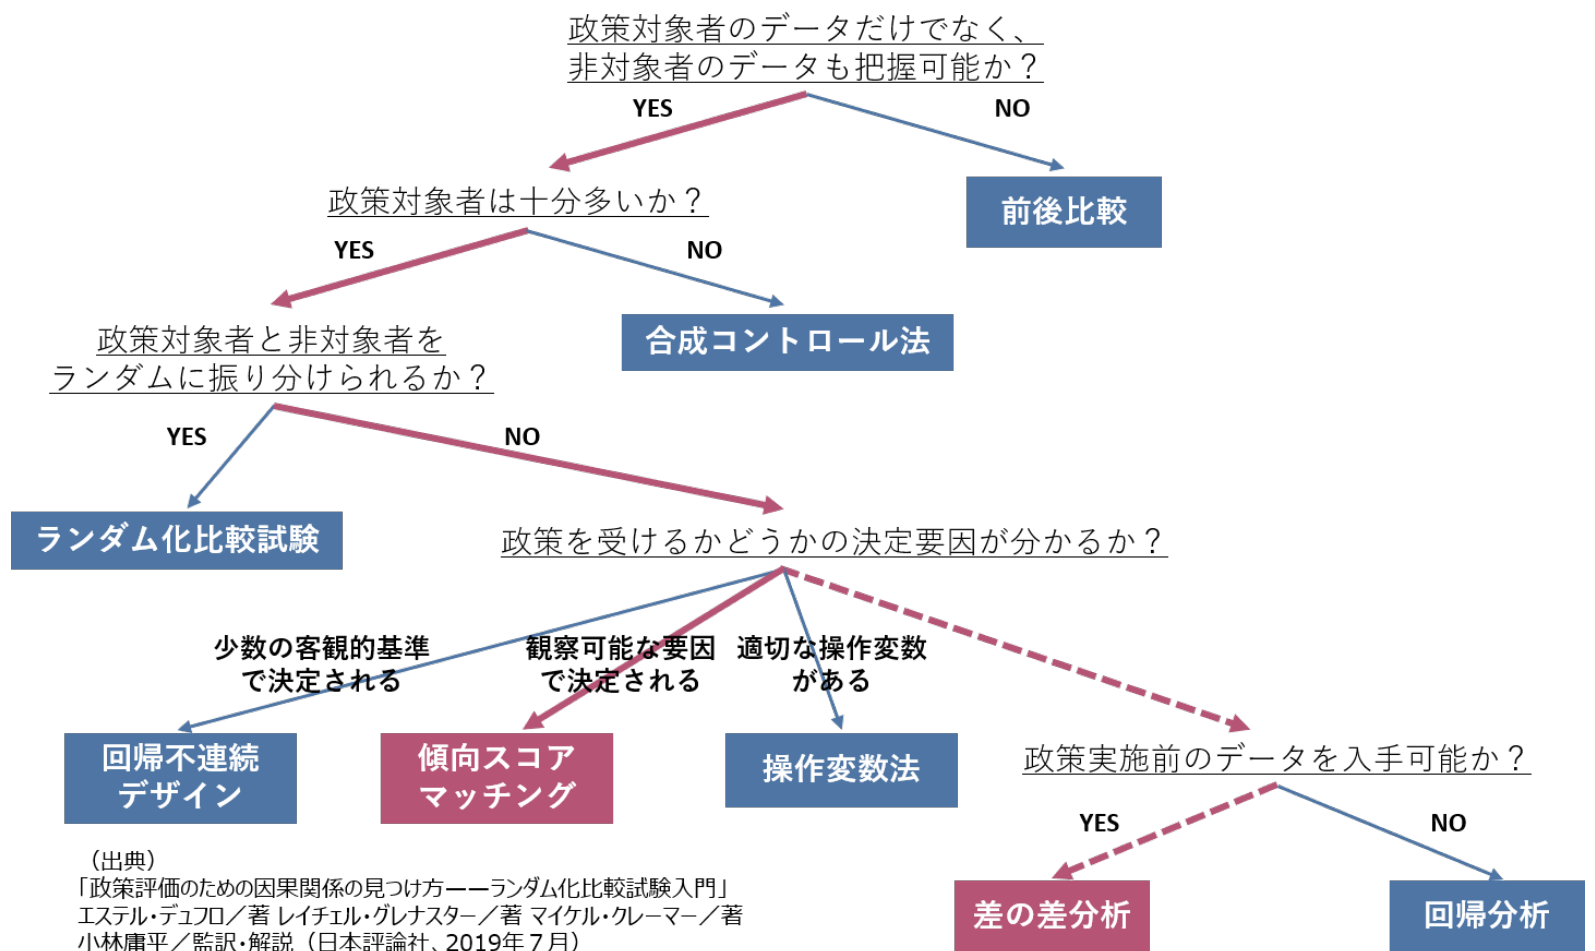 政策対象者のデータだけでなく、
非対象者のデータも把握可能か？
YES
NO
政策対象者は十分多いか？
前後比較
YES
NO
政策対象者と非対象者を
ランダムに振り分けられるか？
合成コントロール法
YES
NO
ランダム化比較試験
政策を受けるかどうかの決定要因が分かるか？
少数の客観的基準
で決定される
観察可能な要因
で決定される
適切な操作変数
がある
回帰不連続
デザイン
傾向スコア
マッチング
操作変数法
政策実施前のデータを入手可能か？
YES
NO
差の差分析
回帰分析
（出典）
「政策評価のための因果関係の見つけ方ーーランダム化比較試験入門」
エステル・デュフロ／著 レイチェル・グレナスター／著 マイケル・クレーマー／著
小林庸平／監訳・解説（日本評論社、2019年７月）